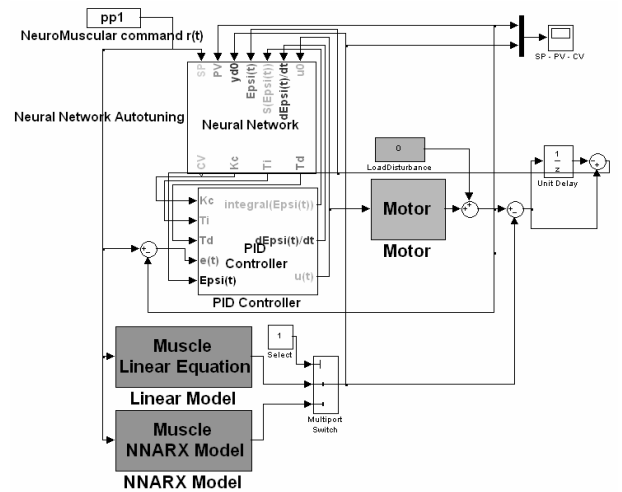 pp1
NeuroMuscular command r(t)
SP - PV - CV
SP
PV
yd0
Epsi(t)
S(Epsi(t)
dEpsi(t)/dt
u0
Neural Network Autotuning
Neural Network
CV
Kc
Ti
Td
0
LoadDisturbance
1
z
Unit Delay
Kc
Ti
Td
e(t)
Epsi(t)
integral(Epsi(t))
dEpsi(t)/dt
u(t)
PID
Controller
PID Controller
Motor
Motor
Muscle
Linear Equation
Linear Model
1
Select
Multiport
Switch
Muscle
NNARX Model
NNARX Model